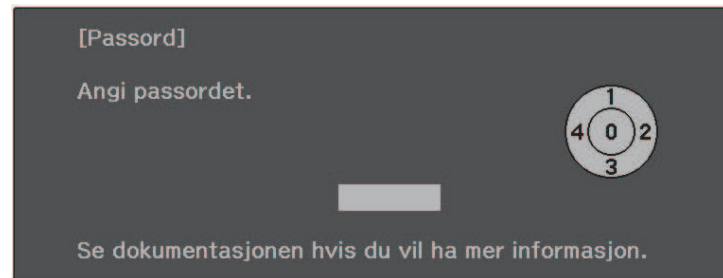 [Passord]
Angi passordet.
1
4 0 2
3
Se dokumentasjonen hvis du vil ha mer informasjon.